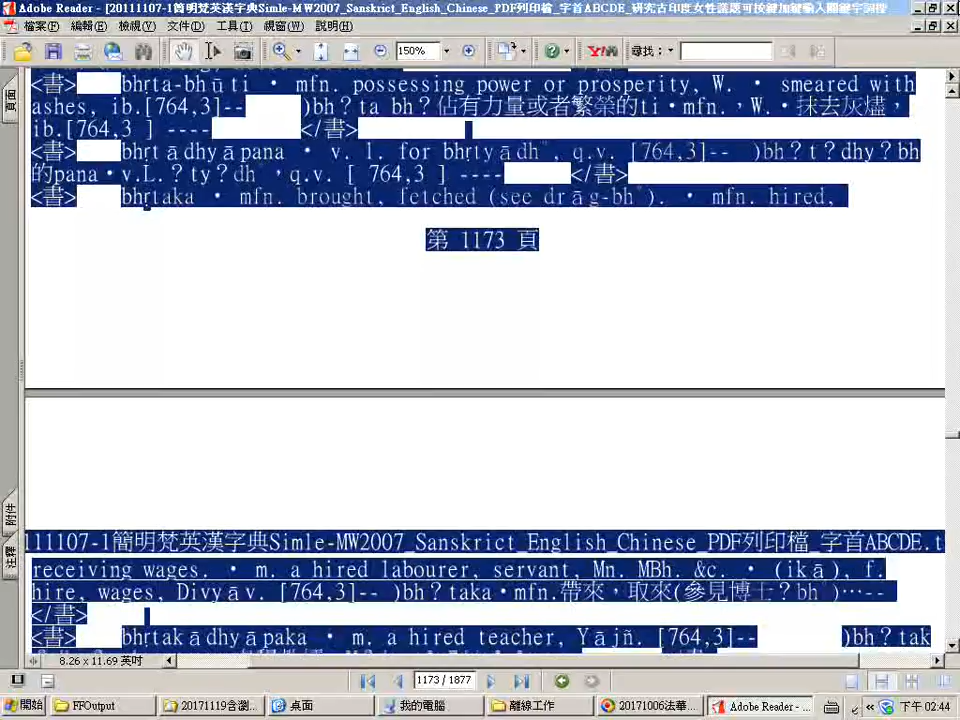 Adobe Reader - [20111107-1簡明梵英漢字典Simle-MW2007_Sanskrict_English_Chinese_PDF列印檔_字首ABCDE_研究古印度女性議題可按鍵加鍵輸入關鍵字詞搜
檔案(F) 編輯(E) 檢視(V) 文件(D) 工具(T) 視窗(W) 說明(H)
150% 尋找：
頁面
<書> bhṛta-bhūti • mfn. possessing power or prosperity, W. • smeared with
ashes, ib.[764,3]-- )bh？ta bh？佔有力量或者繁榮的ti•mfn.，W.•抹去灰燼，
ib.[764,3 ] ---- </書>
<書> bhṛtādhyāpana • v. l. for bhṛtyādh°, q.v. [764,3]-- )bh？t？dhy？bh
的pana•v.L.？ty？dh°，q.v. [ 764,3 ] ---- </書>
<書> bhṛtaka • mfn. brought, fetched (see drāg-bh°). • mfn. hired,
第 1173 頁
附件
注釋
111107-1簡明梵英漢字典Simle-MW2007_Sanskrict_English_Chinese_PDF列印檔_字首ABCDE.t
receiving wages. • m. a hired labourer, servant, Mn. MBh. &c. • (ikā), f.
hire, wages, Divyāv. [764,3]-- )bh？taka•mfn.帶來，取來(參見博士？bh°)…--
</書>
<書> bhṛtakādhyāpaka • m. a hired teacher, Yājñ. [764,3]-- )bh？tak
8.26 x 11.69 英吋
1173 / 1877
開始 FFOutput 20171119含瀏... 桌面 我的電腦 離線工作 20171006法華... Adobe Reader - ... 下午 02:44